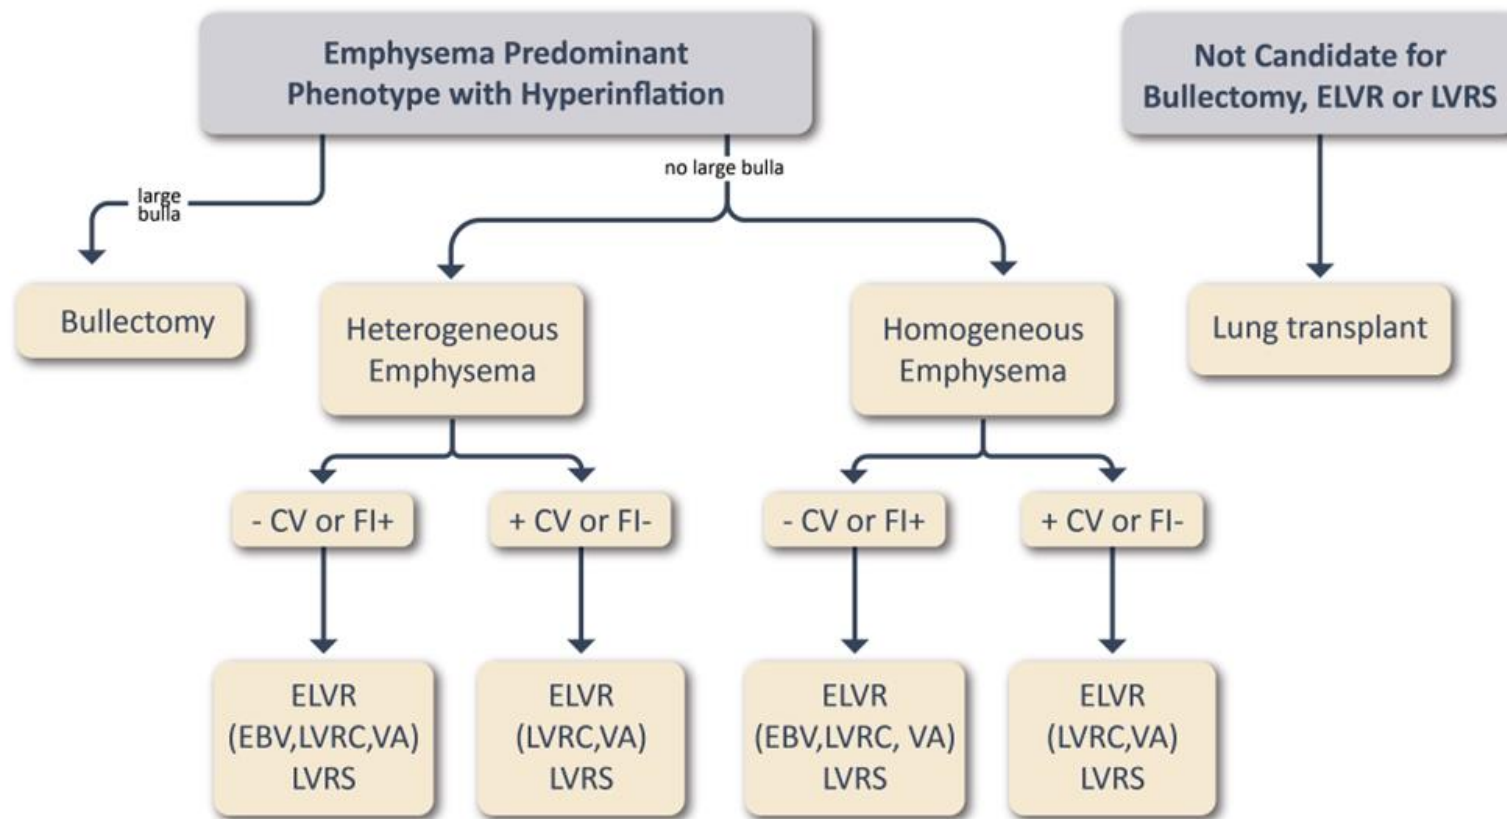 Emphysema Predominant
Phenotype with Hyperinflation
Not Candidate for
Bullectomy, ELVR or LVRS
large
bulla
no large bulla
Bullectomy
Heterogeneous
Emphysema
Homogeneous
Emphysema
Lung transplant
- CV or FI+
+ CV or FI-
- CV or FI+
+ CV or FI-
ELVR
(EBV,LVRC,VA)
LVRS
ELVR
(LVRC,VA)
LVRS
ELVR
(EBV,LVRC, VA)
LVRS
ELVR
(LVRC,VA)
LVRS